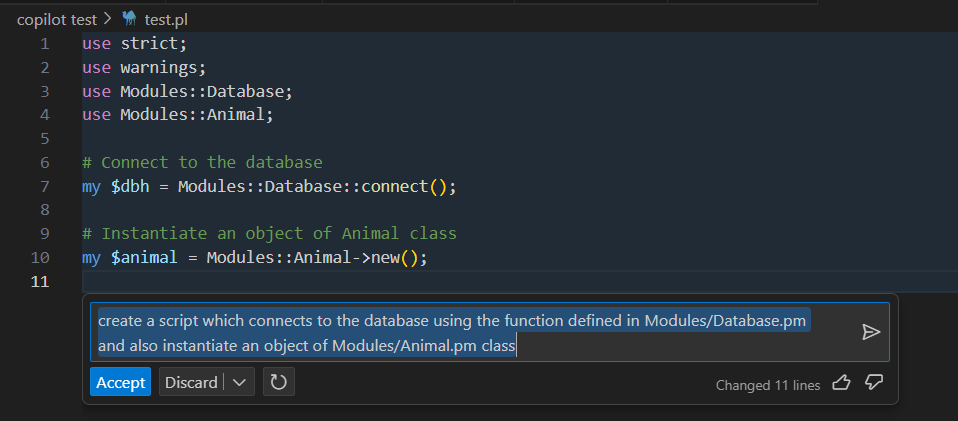 copilot test > test.pl
1 use strict;
2 use warnings;
3 use Modules::Database;
4 use Modules::Animal;
5
6 # Connect to the database
7 my $dbh = Modules::Database::connect();
8
9 # Instantiate an object of Animal class
10 my $animal = Modules::Animal->new();
11
create a script which connects to the database using the function defined in Modules/Database.pm
and also instantiate an object of Modules/Animal.pm class
Accept Discard Changed 11 lines